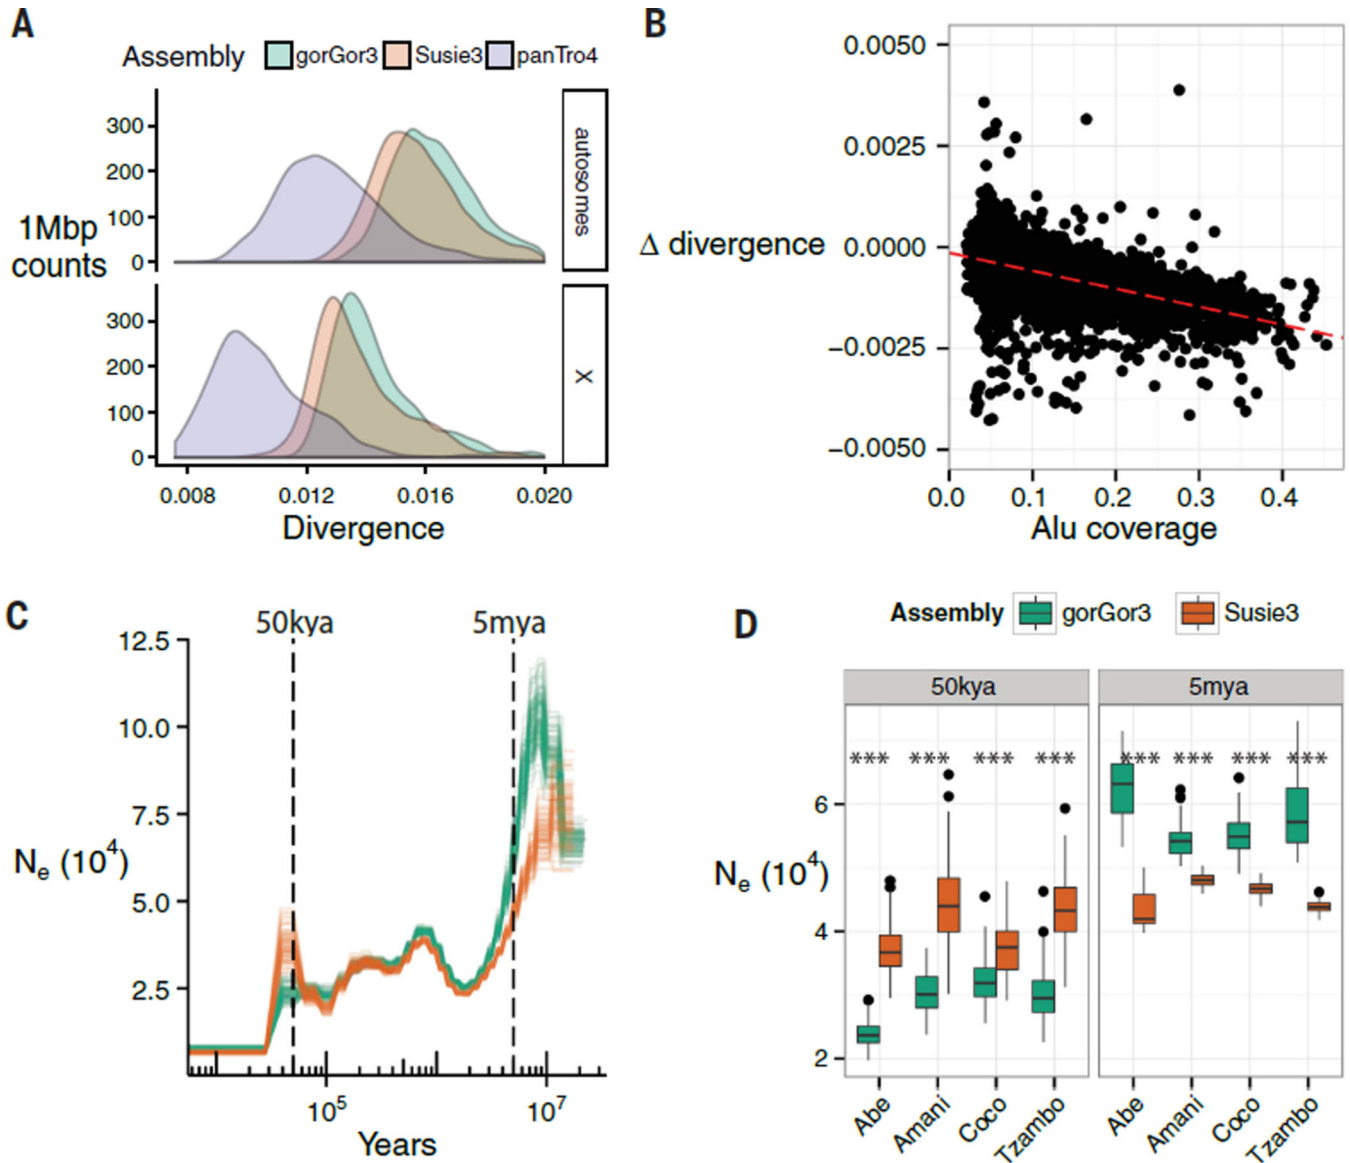 A
Assembly gorGor3 Susie3 panTro4
300
200
100
0
autosomes
1Mbp
counts
300
200
100
0
X
0.008 0.012 0.016 0.020
Divergence
B
0.0050
0.0025
0.0000
−0.0025
−0.0050
Δ divergence
0.0 0.1 0.2 0.3 0.4
Alu coverage
C
50kya 5mya
12.5
10.0
7.5
5.0
2.5
Nₑ (10⁴)
10⁵ 10⁷
Years
D
Assembly gorGor3 Susie3
50kya 5mya
*** *** *** *** *** *** *** ***
6
4
2
Nₑ (10⁴)
Abe Amani Coco Tzambo Abe Amani Coco Tzambo